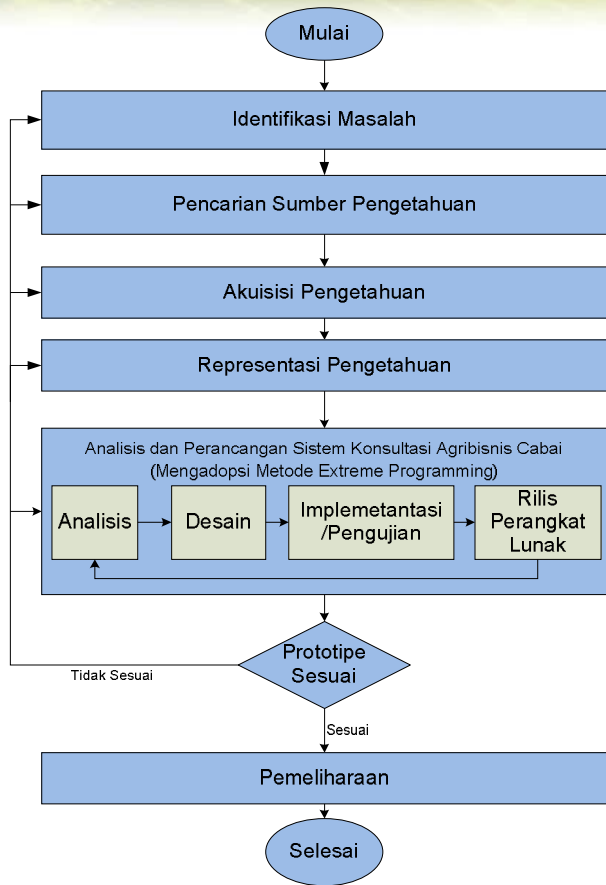 Mulai
Identifikasi Masalah
Pencarian Sumber Pengetahuan
Akuisisi Pengetahuan
Representasi Pengetahuan
Analisis dan Perancangan Sistem Konsultasi Agribisnis Cabai
(Mengadopsi Metode Extreme Programming)
Analisis
Desain
Implemetantasi
/Pengujian
Rilis
Perangkat
Lunak
Prototipe
Sesuai
Tidak Sesuai
Sesuai
Pemeliharaan
Selesai